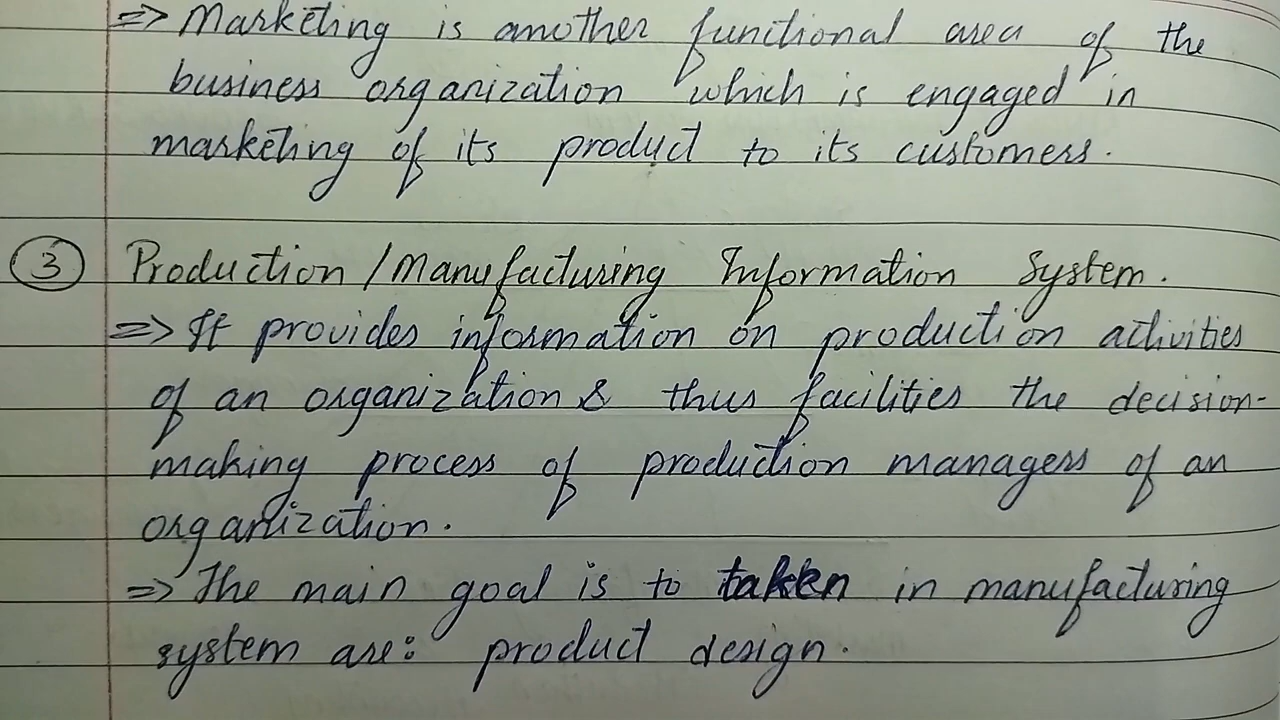 => Marketing is another functional area of the
business organization which is engaged in
marketing of its product to its customers.
③ Production/Manufacturing Information System.
=> It provides information on production activities
of an organization & thus facilities the decision-
making process of production managers of an
organization.
=> The main goal is to taken in manufacturing
system are: product design.